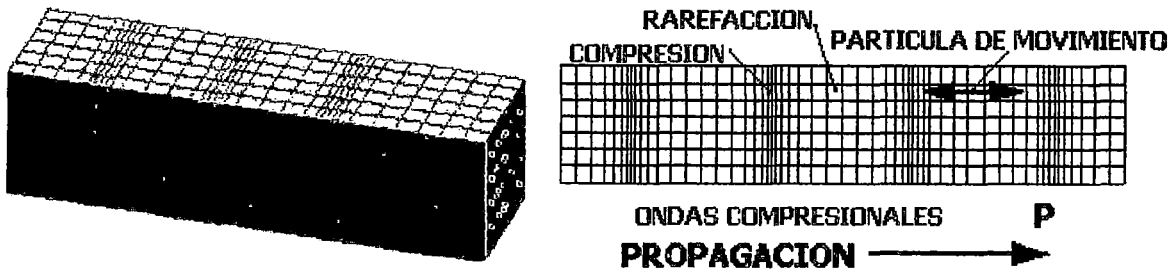 RAREFACCION
PARTICULA DE MOVIMIENTO
COMPRESION
ONDAS COMPRESIONALES P
PROPAGACION